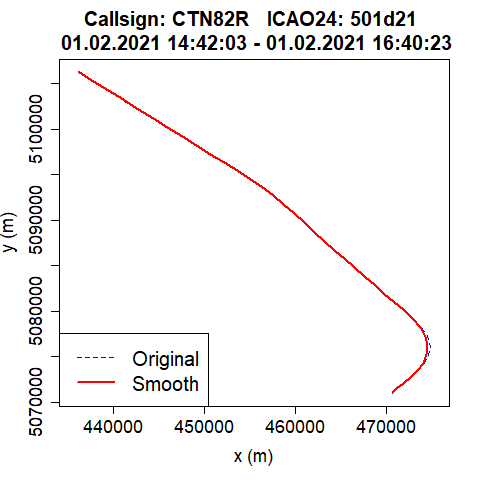 Callsign: CTN82R   ICAO24: 501d21
01.02.2021 14:42:03 - 01.02.2021 16:40:23
y (m)
5100000
5090000
5080000
5070000
Original
Smooth
440000 450000 460000 470000
x (m)